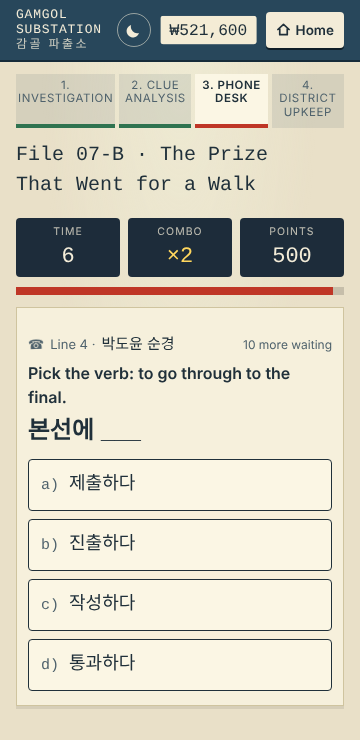 GAMGOL
SUBSTATION
감골 파출소
₩521,600
Home
1. INVESTIGATION
2. CLUE ANALYSIS
3. PHONE DESK
4. DISTRICT UPKEEP
File 07-B · The Prize
That Went for a Walk
TIME
6
COMBO
×2
POINTS
500
☎ Line 4 · 박도윤 순경
10 more waiting
Pick the verb: to go through to the
final.
본선에 ___
a) 제출하다
b) 진출하다
c) 작성하다
d) 통과하다